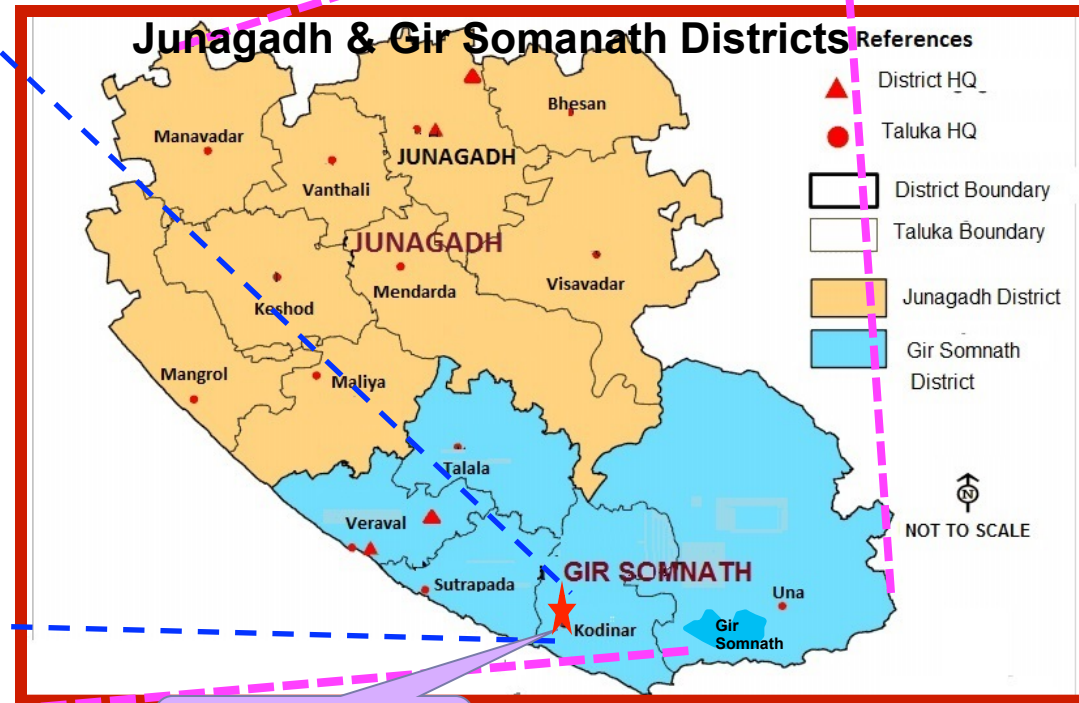 Junagadh & Gir Somanath Districts
References
District HQ
Taluka HQ
District Boundary
Taluka Boundary
Junagadh District
Gir Somnath
District
N
NOT TO SCALE
Bhesan
Manavadar
JUNAGADH
Vanthali
JUNAGADH
Mendarda
Visavadar
Keshod
Mangrol
Maliya
Talala
Veraval
GIR SOMNATH
Sutrapada
Una
Kodinar
Gir
Somnath